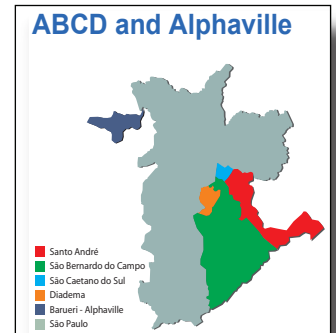 ABCD and Alphaville
Santo André
São Bernardo do Campo
São Caetano do Sul
Diadema
Barueri - Alphaville
São Paulo